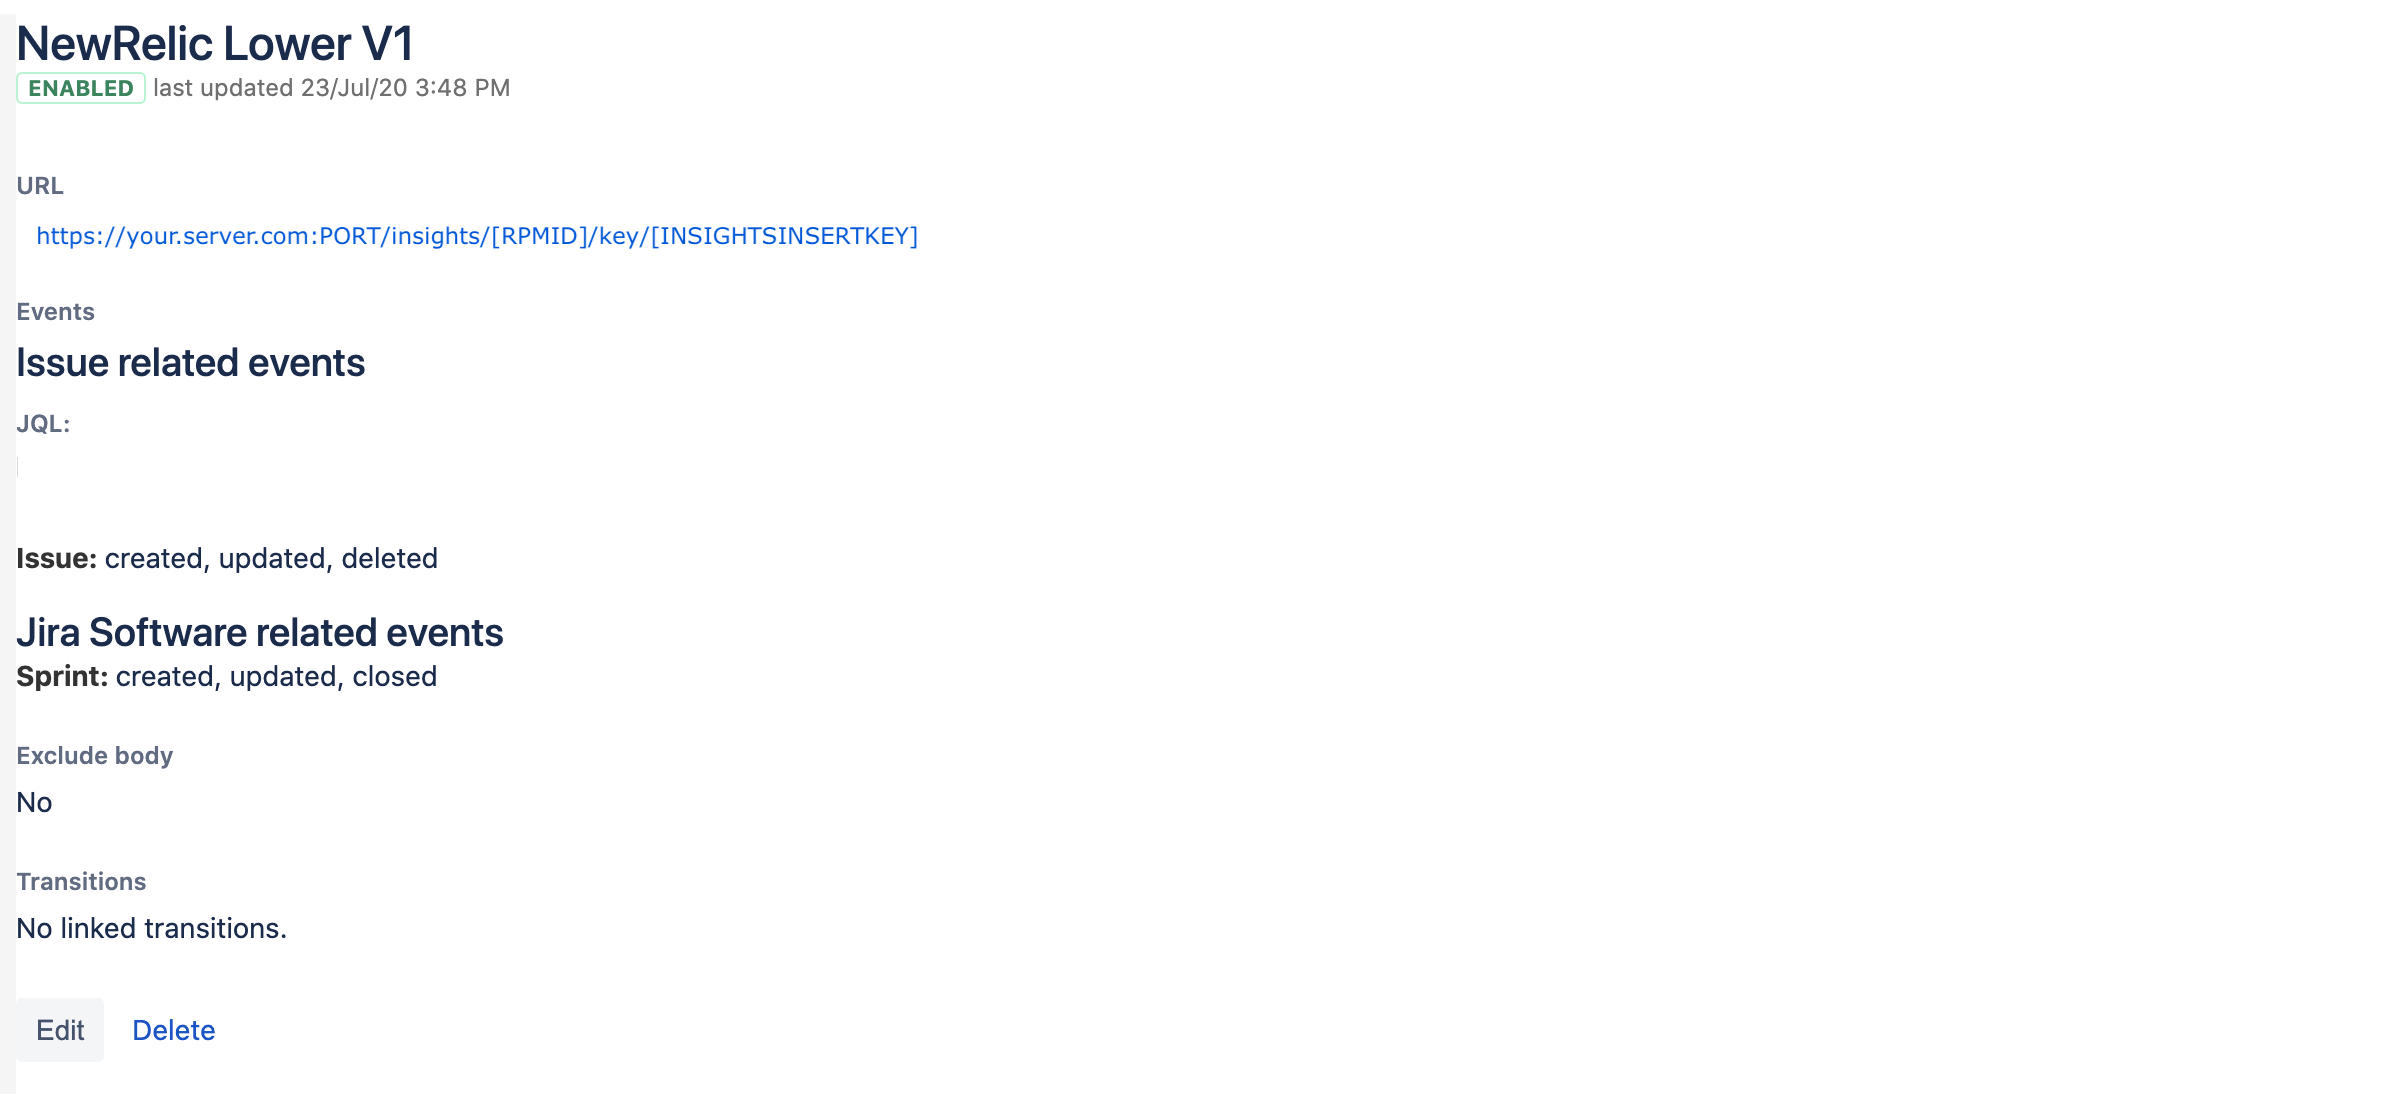 NewRelic Lower V1
ENABLED last updated 23/Jul/20 3:48 PM
URL
https://your.server.com:PORT/insights/[RPMID]/key/[INSIGHTSINSERTKEY]
Events
Issue related events
JQL:
Issue: created, updated, deleted
Jira Software related events
Sprint: created, updated, closed
Exclude body
No
Transitions
No linked transitions.
Edit Delete